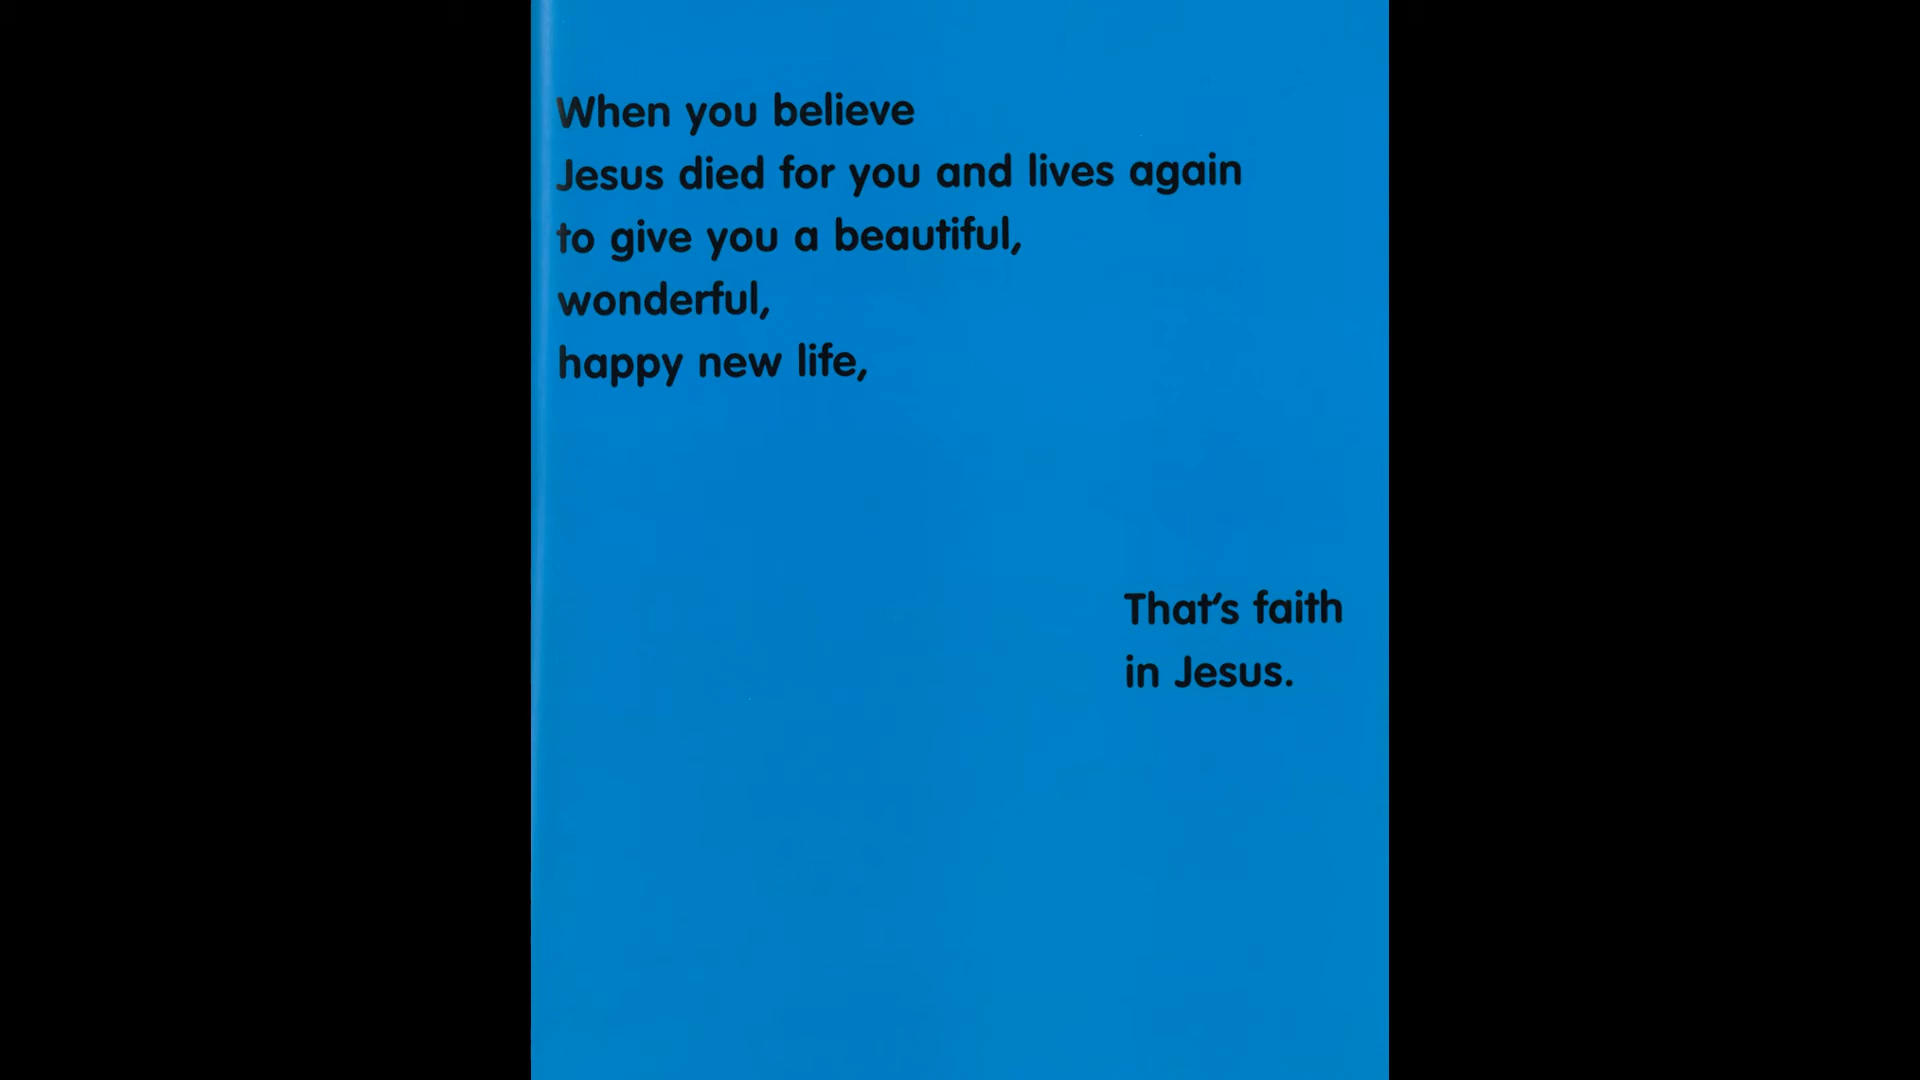 When you believe
Jesus died for you and lives again
to give you a beautiful,
wonderful,
happy new life,
That's faith
in Jesus.